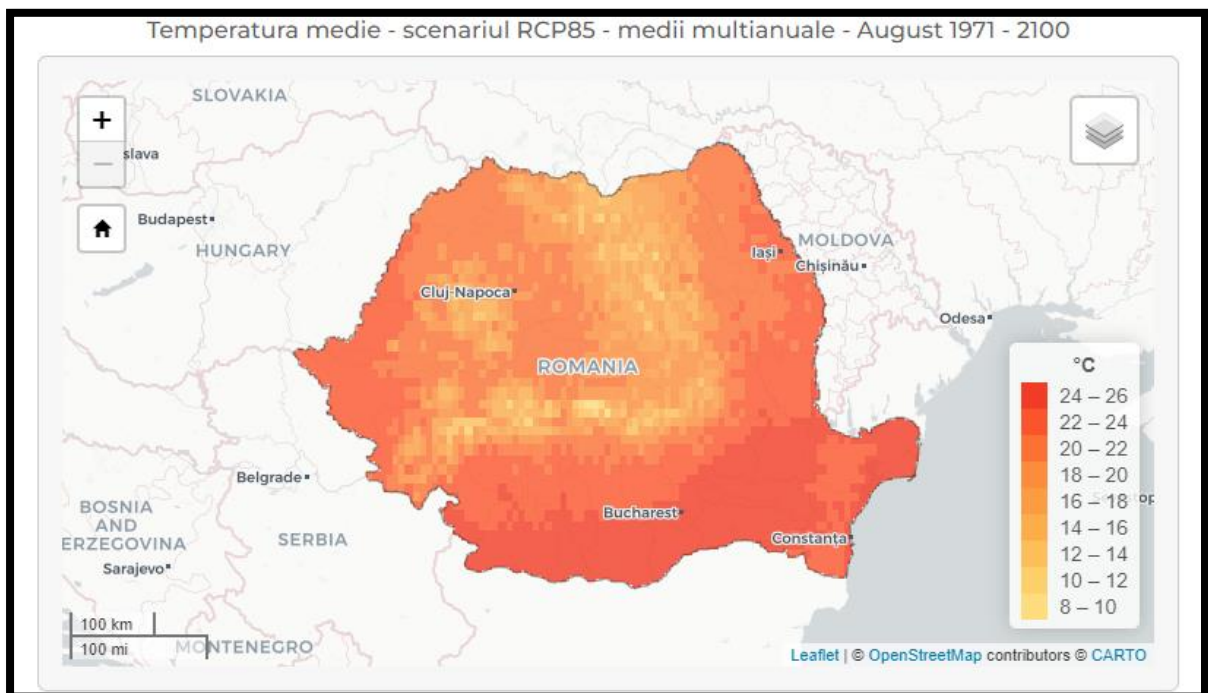 Temperatura medie - scenariul RCP85 - medii multianuale - August 1971 - 2100
SLOVAKIA
+
−
slava
Budapest
HUNGARY
Iași
MOLDOVA
Chișinău
Cluj-Napoca
Odesa
ROMANIA
°C
24 – 26
22 – 24
20 – 22
18 – 20
16 – 18
14 – 16
12 – 14
10 – 12
8 – 10
Belgrade
BOSNIA
AND
ERZEGOVINA
SERBIA
Bucharest
Constanța
Sarajevo
100 km
100 mi
MONTENEGRO
Leaflet | © OpenStreetMap contributors © CARTO